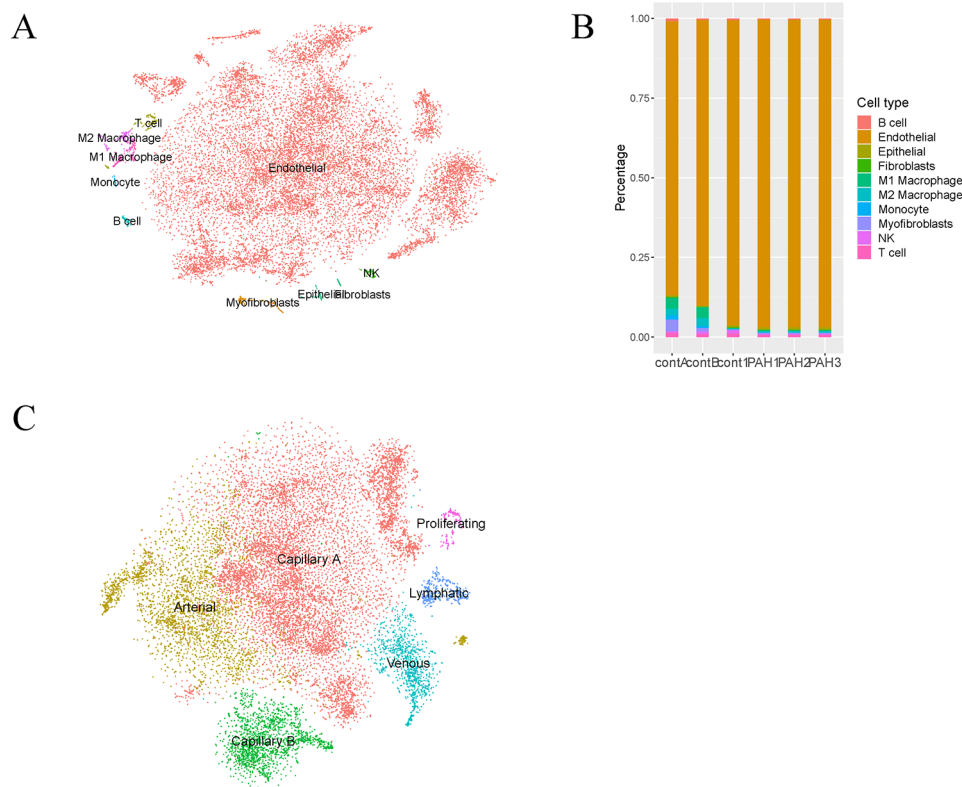 A
T cell
M2 Macrophage
M1 Macrophage
Monocyte
B cell
Endothelial
NK
Myofibroblasts
Epithelial
Fibroblasts
B
Percentage
1.00
0.75
0.50
0.25
0.00
contA contB cont1 PAH1 PAH2 PAH3
Cell type
B cell
Endothelial
Epithelial
Fibroblasts
M1 Macrophage
M2 Macrophage
Monocyte
Myofibroblasts
NK
T cell
C
Proliferating
Capillary A
Lymphatic
Arterial
Venous
Capillary B